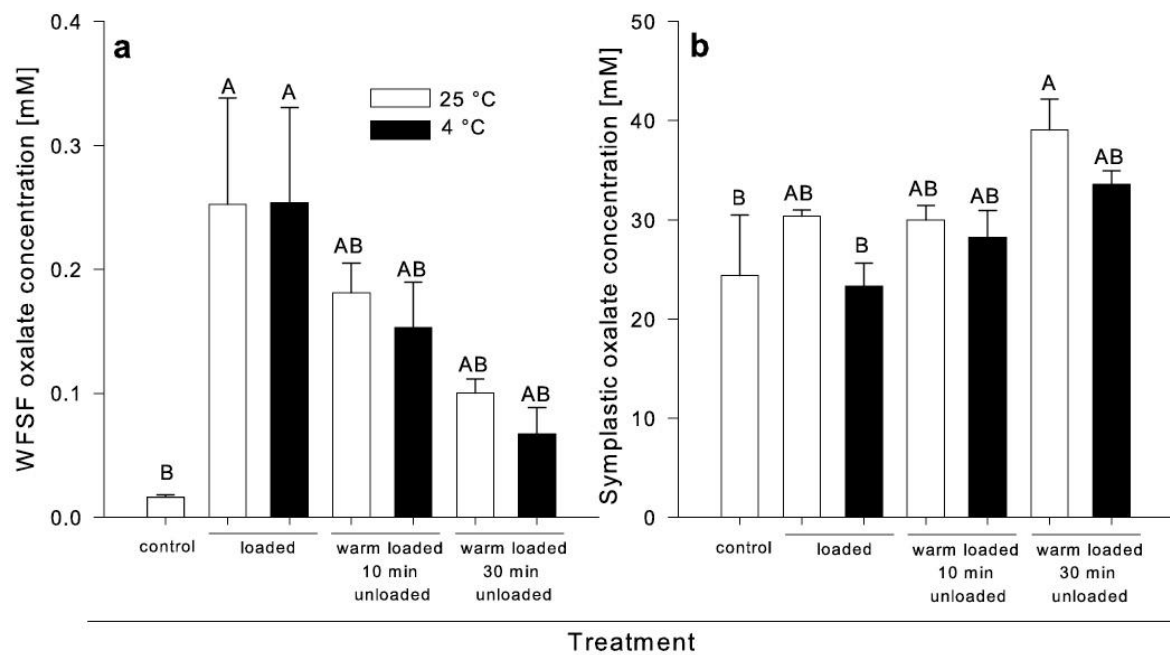 a
WFSF oxalate concentration [mM]
0.4
0.3
0.2
0.1
0.0
25 °C
4 °C
B
A
A
AB
AB
AB
AB
control
loaded
warm loaded
10 min
unloaded
warm loaded
30 min
unloaded
b
Symplastic oxalate concentration [mM]
50
40
30
20
10
0
B
AB
B
AB
AB
A
AB
control
loaded
warm loaded
10 min
unloaded
warm loaded
30 min
unloaded
Treatment